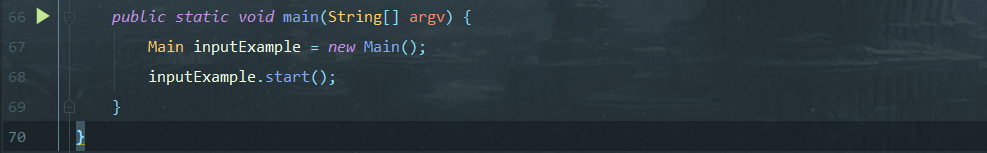 66 public static void main(String[] argv) {
67 Main inputExample = new Main();
68 inputExample.start();
69 }
70 }